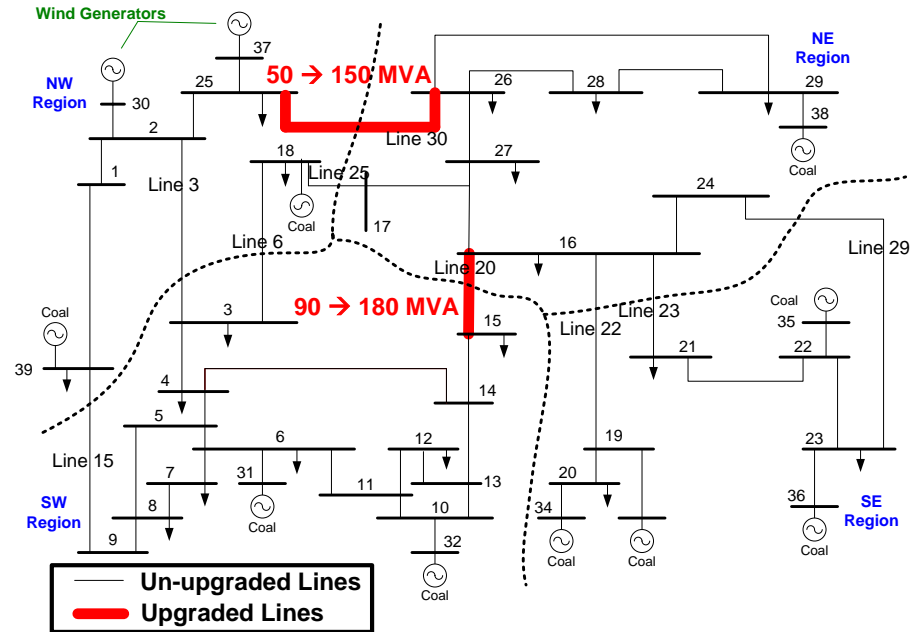 Wind Generators
37
NE
Region
50 → 150 MVA
NW
Region
25
26
28
29
30
38
2
Line 30
27
18
Line 25
1
Line 3
24
Coal
Coal
17
Line 6
16
Line 29
Line 20
90 → 180 MVA
Line 23
Coal
Coal
15
Line 22
35
3
39
21
22
4
14
5
12
19
6
23
Line 15
7
13
20
31
11
SW
Region
8
10
34
36
SE
Region
9
Coal
32
Coal
Coal
Coal
Coal
Un-upgraded Lines
Upgraded Lines